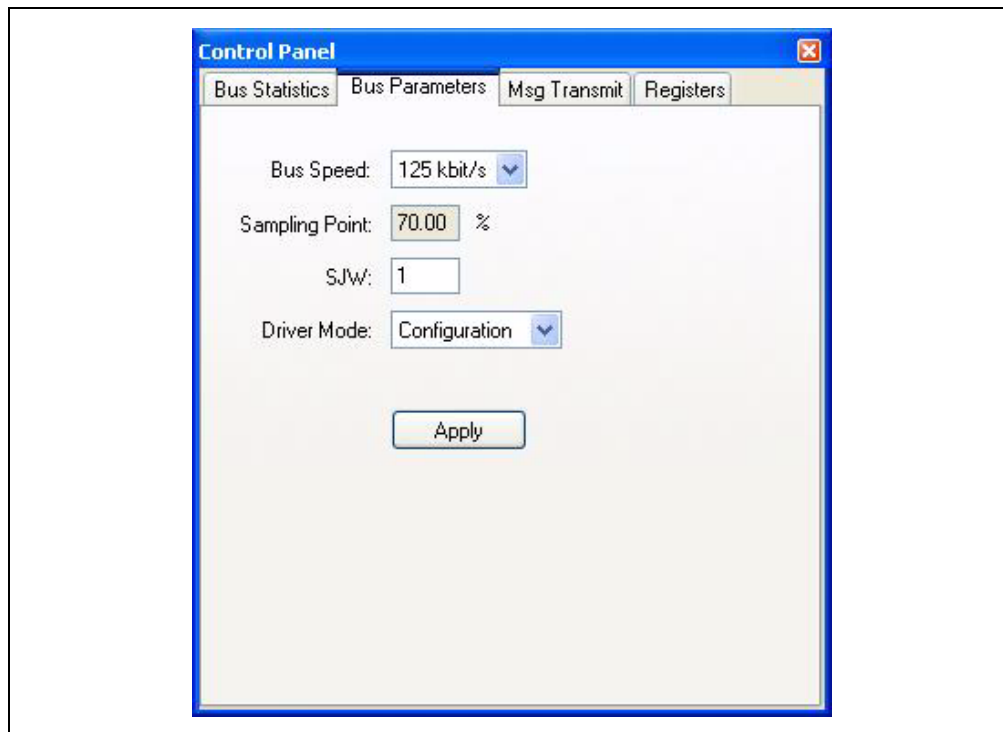 Control Panel
Bus Statistics Bus Parameters Msg Transmit Registers
Bus Speed: 125 kbit/s
Sampling Point: 70.00 %
SJW: 1
Driver Mode: Configuration
Apply